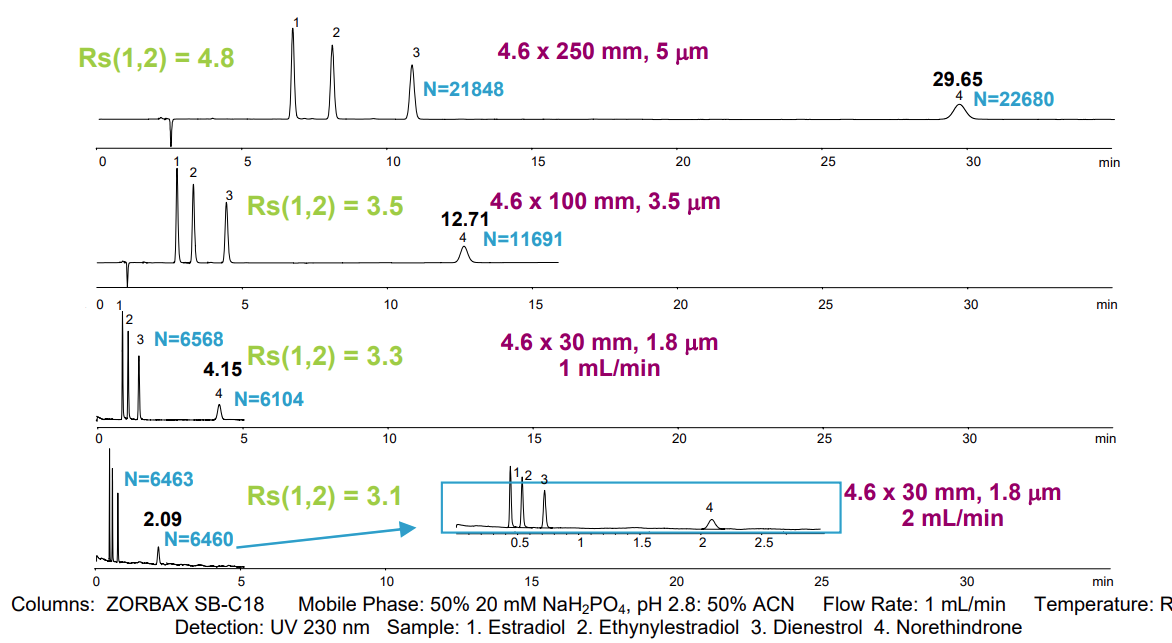 1
2
3
Rs(1,2) = 4.8
4.6 x 250 mm, 5 µm
N=21848
29.65
4
N=22680
0 5 10 15 20 25 30 min
1
2
3
Rs(1,2) = 3.5
4.6 x 100 mm, 3.5 µm
12.71
4
N=11691
0 5 10 15 20 25 30 min
1
2
3
N=6568
Rs(1,2) = 3.3
4.6 x 30 mm, 1.8 µm
1 mL/min
4.15
4
N=6104
0 5 10 15 20 25 30 min
N=6463
Rs(1,2) = 3.1
2.09
N=6460
1 2 3
4
0.5 1 1.5 2 2.5
4.6 x 30 mm, 1.8 µm
2 mL/min
0 5 10 15 20 25 30 min
Columns: ZORBAX SB-C18 Mobile Phase: 50% 20 mM NaH₂PO₄, pH 2.8: 50% ACN Flow Rate: 1 mL/min Temperature: R
Detection: UV 230 nm Sample: 1. Estradiol 2. Ethynylestradiol 3. Dienestrol 4. Norethindrone